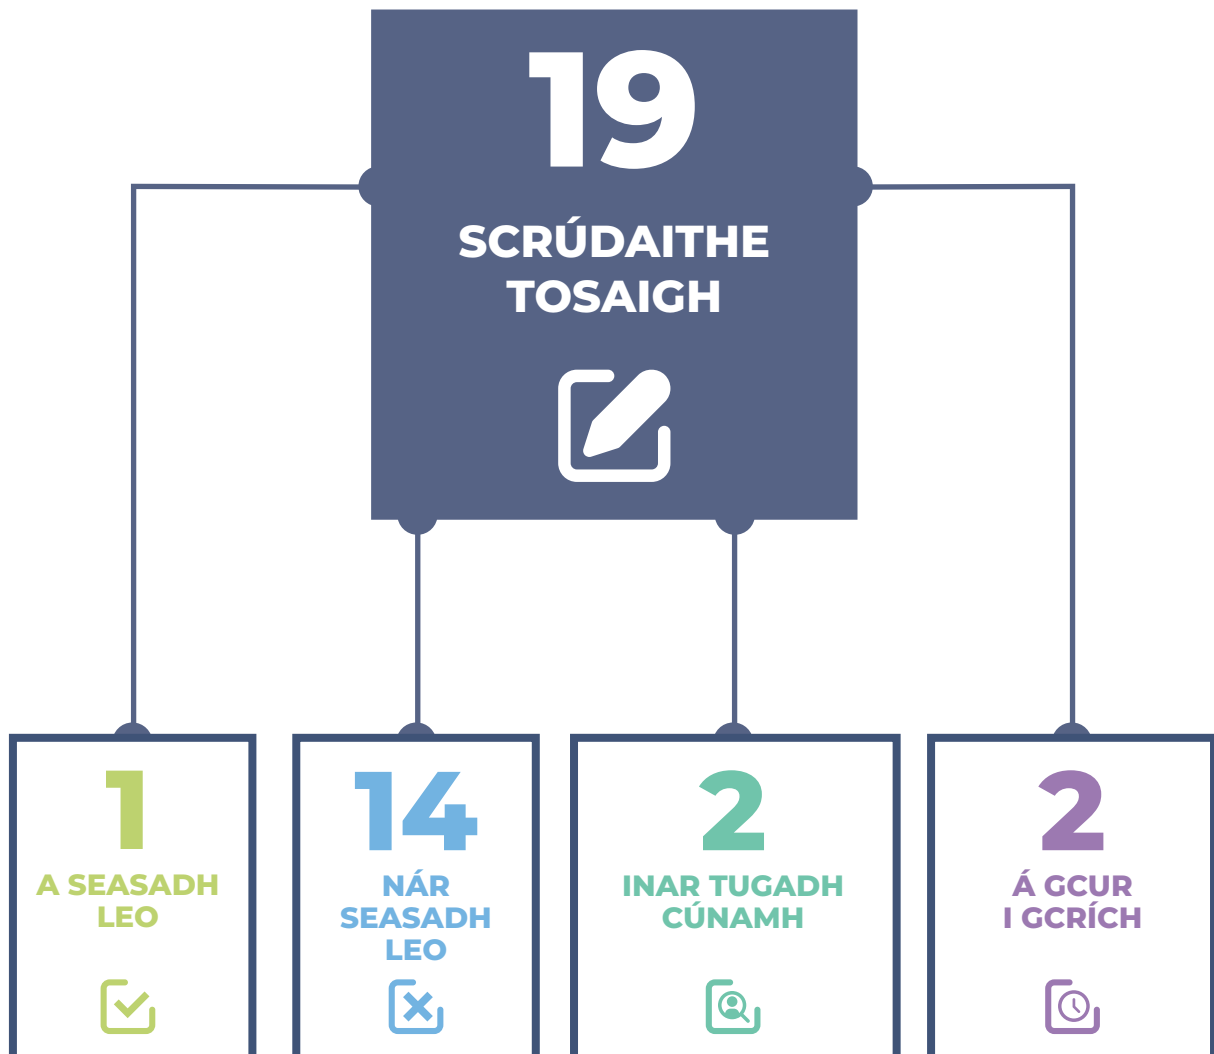 19
SCRÚDAITHE
TOSAIGH
1
A SEASADH
LEO
14
NÁR
SEASADH
LEO
2
INAR TUGADH
CÚNAMH
2
Á GCUR
I GCRÍCH